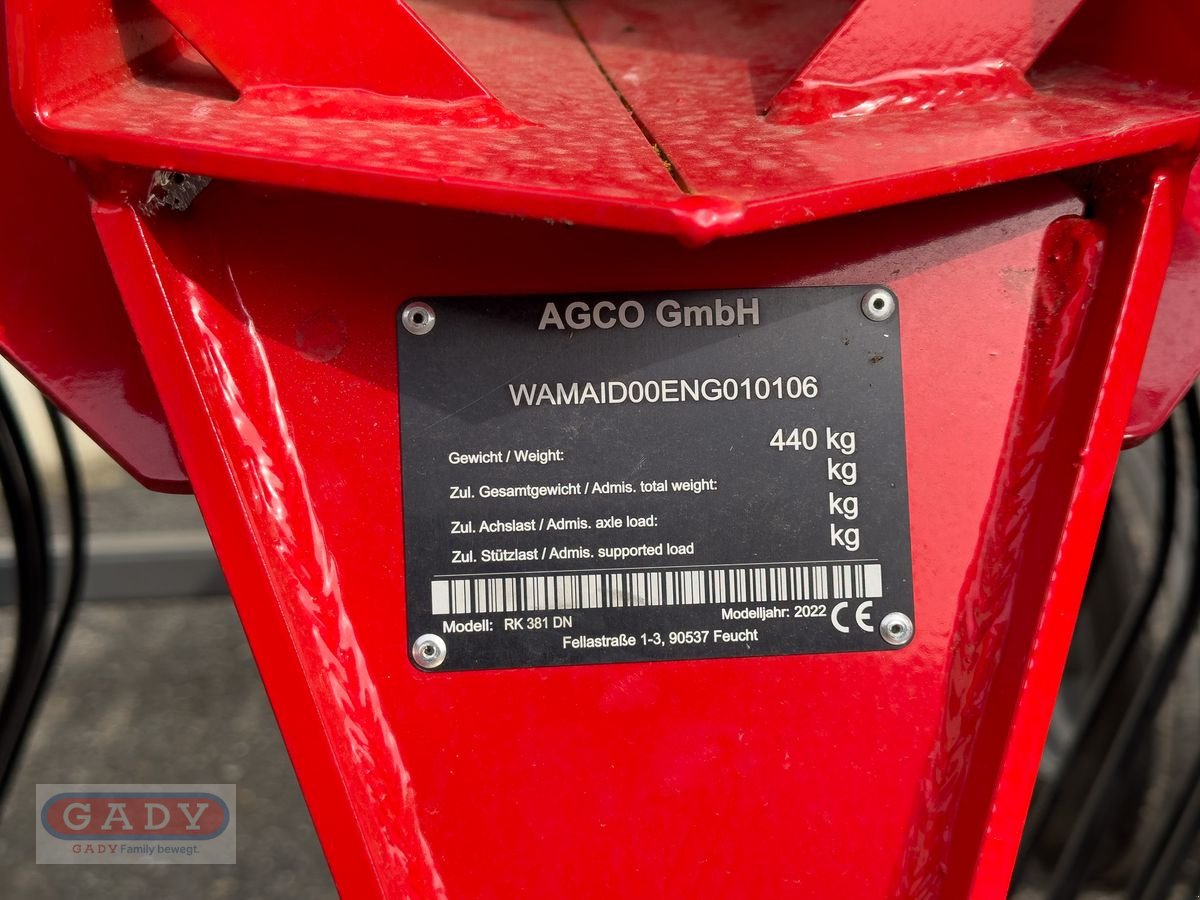 AGCO GmbH
WAMAID00ENG010106
Gewicht / Weight: 440 kg
Zul. Gesamtgewicht / Admis. total weight: kg
Zul. Achslast / Admis. axle load: kg
Zul. Stützlast / Admis. supported load kg
Modell: RK 381 DN Modelljahr: 2022 CE
Fellastraße 1-3, 90537 Feucht
GADY
GADY Family bewegt.